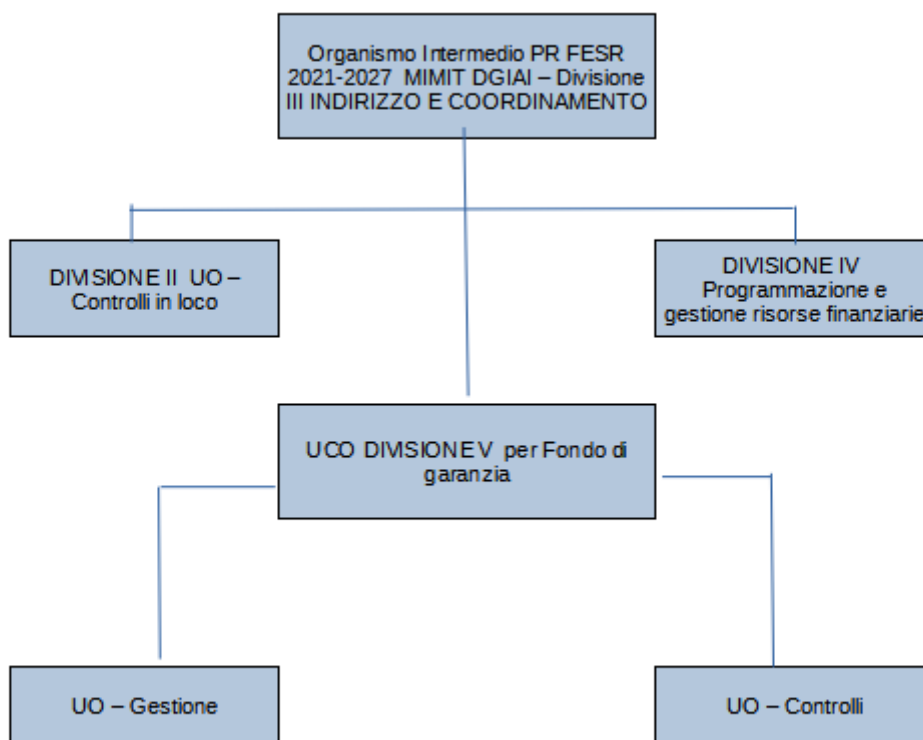 Organismo Intermedio PR FESR
2021-2027 MIMIT DGIAI – Divisione
III INDIRIZZO E COORDINAMENTO
DIVISIONE II UO –
Controlli in loco
DIVISIONE IV
Programmazione e
gestione risorse finanziarie
UCO DIVISIONE V per Fondo di
garanzia
UO – Gestione
UO – Controlli